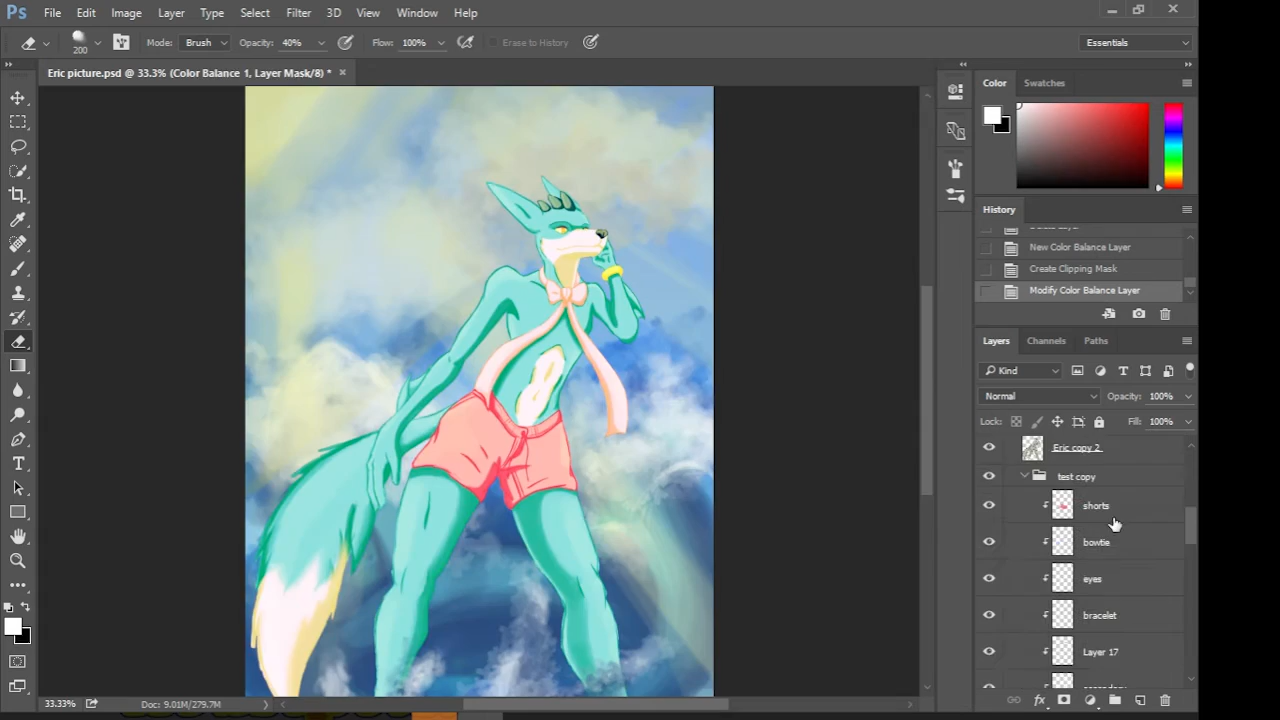 Ps File Edit Image Layer Type Select Filter 3D View Window Help
200 Mode: Brush Opacity: 40% Flow: 100% Erase to History Essentials
Eric picture.psd @ 33.3% (Color Balance 1, Layer Mask/8) *
Color Swatches
History
New Color Balance Layer
Create Clipping Mask
Modify Color Balance Layer
Layers Channels Paths
Kind
Normal Opacity: 100%
Lock: Fill: 100%
Eric copy 2
test copy
shorts
bowtie
eyes
bracelet
Layer 17
33.33% Doc: 9.01M/279.7M
fx